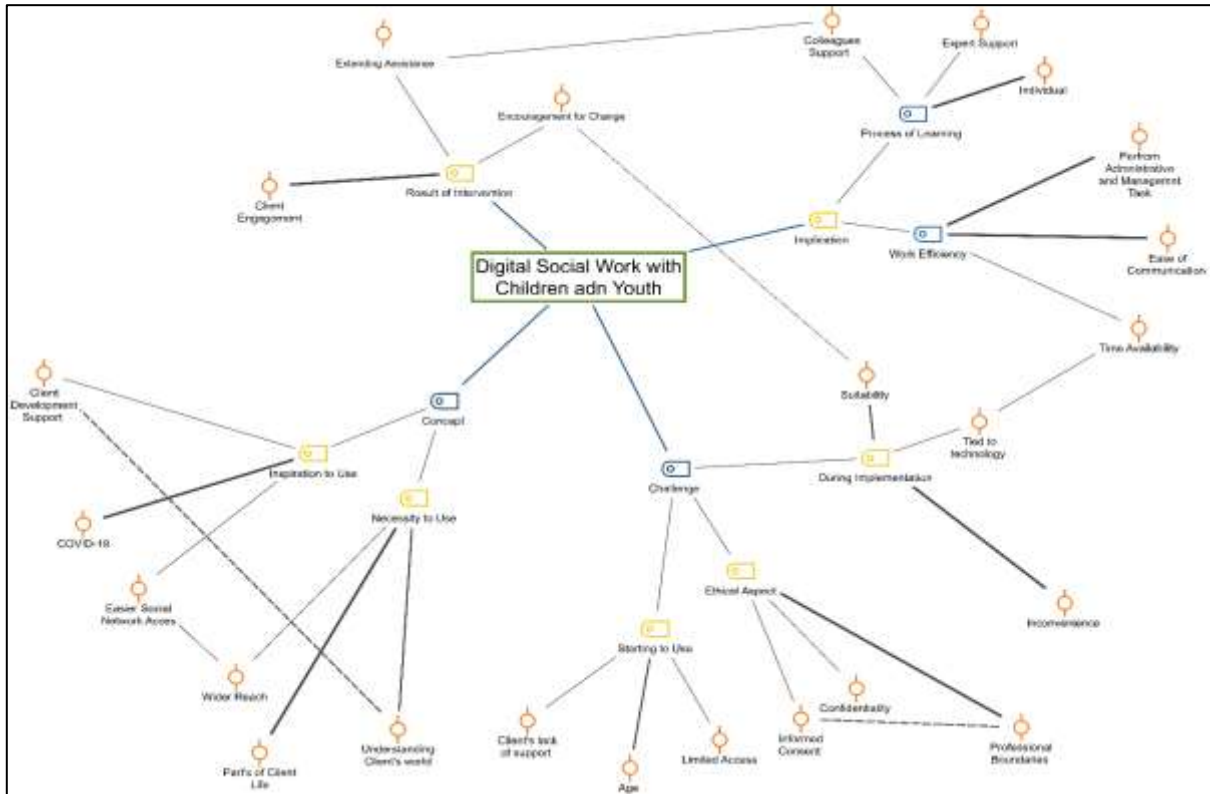 Extending Assistance
Colleagues
Support
Expert Support
Individual
Encouragement for Change
Process of Learning
Perfrom
Administrative
and Managemnt
Task
Result of Intervention
Client
Engagement
Implication
Work Efficiency
Ease of
Communication
Digital Social Work with
Children adn Youth
Time Availability
Client
Development
Support
Suitability
Concept
Tied to
technology
Inspiration to Use
During Implementation
Challenge
Necessity to Use
COVID-19
Ethical Aspect
Easier Social
Network Acces
Inconvenience
Starting to Use
Wider Reach
Confidentiality
Client's lack
of support
Limited Access
Informed
Consent
Professional
Boundaries
Understanding
Client's world
Part's of Client
Life
Age